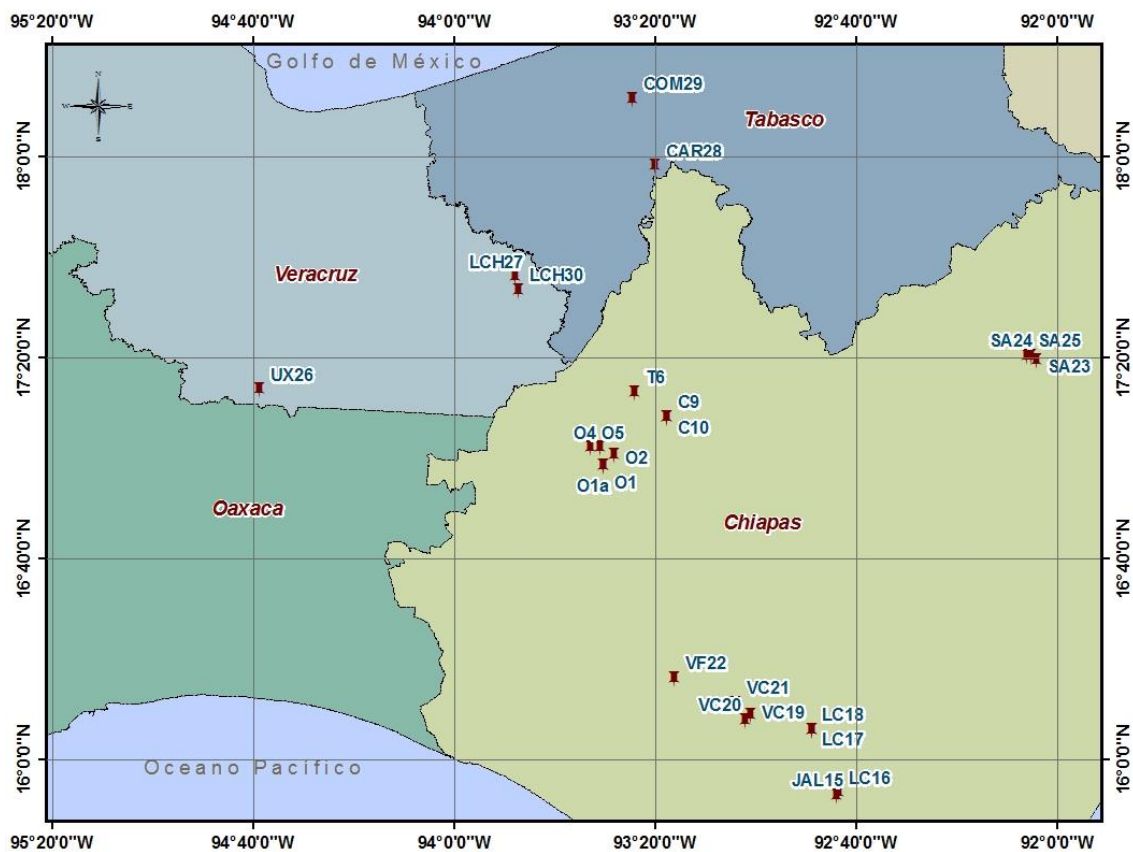 95°20'0"W 94°40'0"W 94°0'0"W 93°20'0"W 92°40'0"W 92°0'0"W
Golfo de México
N
W E
S
COM29
Tabasco
18°0'0"N 18°0'0"N
CAR28
LCH27
LCH30
Veracruz
17°20'0"N 17°20'0"N
SA24 SA25
SA23
UX26
T6
C9
C10
O4 O5
O2
O1a O1
Oaxaca
Chiapas
16°40'0"N 16°40'0"N
VF22
VC21
VC20
VC19
LC18
LC17
16°0'0"N 16°0'0"N
Oceano Pacífico
JAL15 LC16
95°20'0"W 94°40'0"W 94°0'0"W 93°20'0"W 92°40'0"W 92°0'0"W